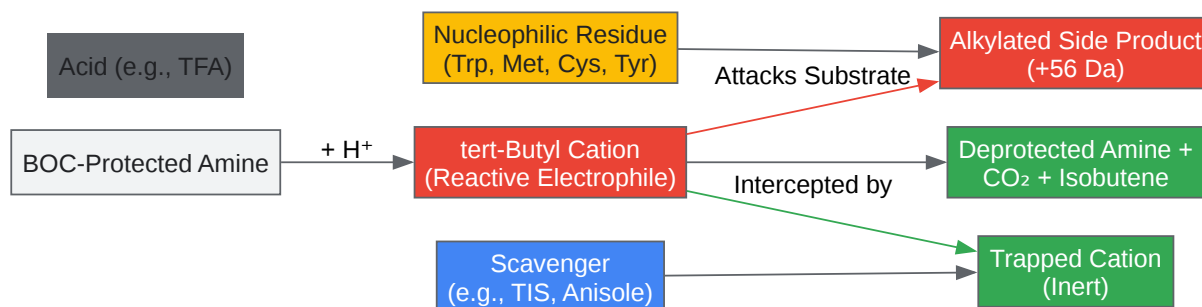 Acid (e.g., TFA)
Nucleophilic Residue
(Trp, Met, Cys, Tyr)
Alkylated Side Product
(+56 Da)
Attacks Substrate
BOC-Protected Amine
+ H⁺
tert-Butyl Cation
(Reactive Electrophile)
Deprotected Amine +
CO₂ + Isobutene
Intercepted by
Scavenger
(e.g., TIS, Anisole)
Trapped Cation
(Inert)